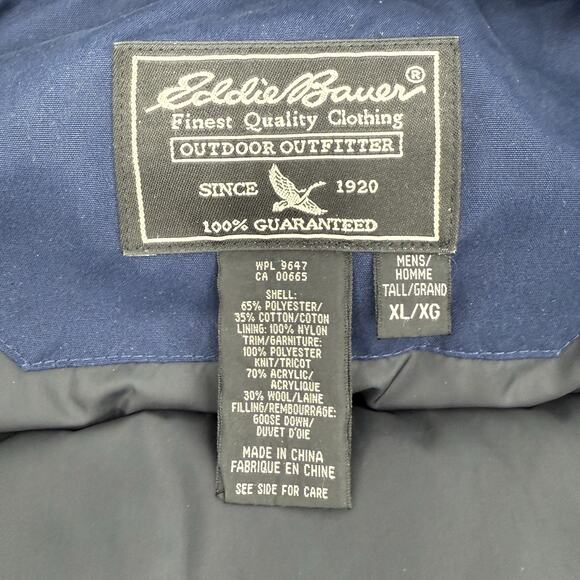 Eddie Bauer®
Finest Quality Clothing
OUTDOOR OUTFITTER
SINCE 1920
100% GUARANTEED
WPL 9647
CA 00665
SHELL:
65% POLYESTER/
35% COTTON/COTON
LINING: 100% NYLON
TRIM/GARNITURE:
100% POLYESTER
KNIT/TRICOT
70% ACRYLIC/
ACRYLIQUE
30% WOOL/LAINE
FILLING/REMBOURRAGE:
GOOSE DOWN/
DUVET D'OIE
MADE IN CHINA
FABRIQUE EN CHINE
SEE SIDE FOR CARE
MENS/
HOMME
TALL/GRAND
XL/XG